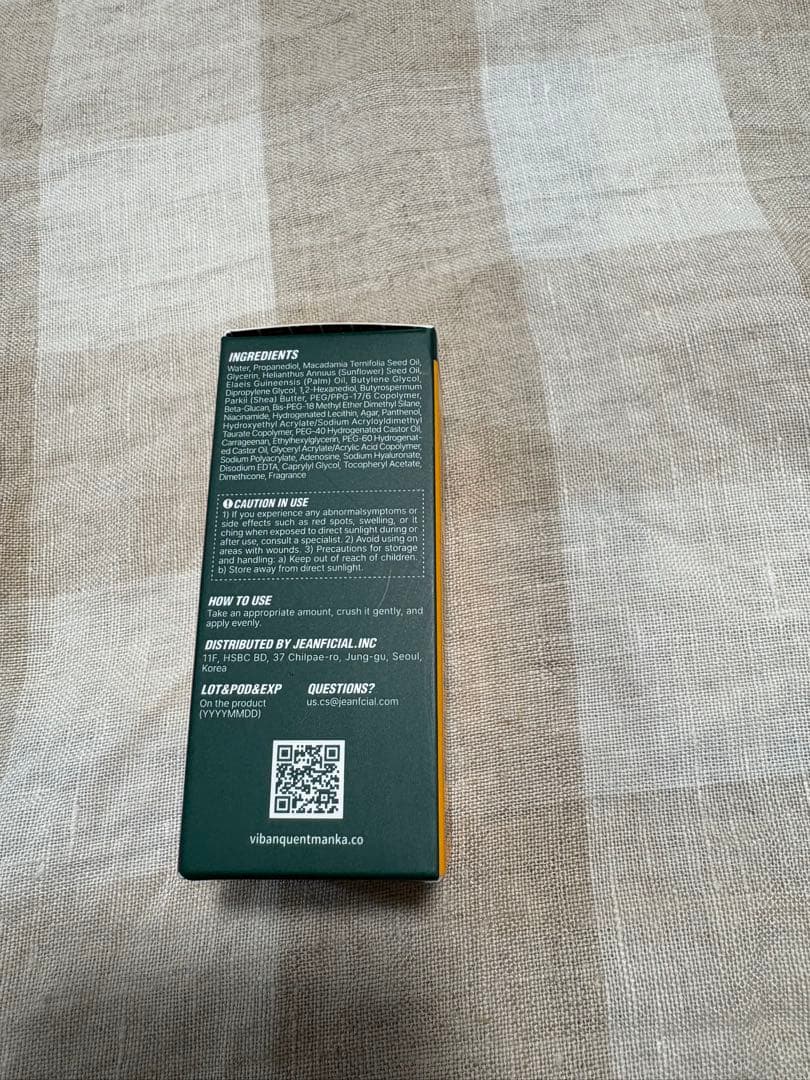 INGREDIENTS
Water, Propanediol, Macadamia Ternifolia Seed Oil,
Glycerin, Helianthus Annuus (Sunflower) Seed Oil,
Elaeis Guineensis (Palm) Oil, Butylene Glycol,
Dipropylene Glycol, 1,2-Hexanediol, Butyrospermum
Parkii (Shea) Butter, PEG/PPG-17/6 Copolymer,
Beta-Glucan, Bis-PEG-18 Methyl Ether Dimethyl Silane,
Niacinamide, Hydrogenated Lecithin, Agar, Panthenol,
Hydroxyethyl Acrylate/Sodium Acryloyldimethyl
Taurate Copolymer, PEG-40 Hydrogenated Castor Oil,
Carrageenan, Ethylhexylglycerin, PEG-60 Hydrogenat-
ed Castor Oil, Glyceryl Acrylate/Acrylic Acid Copolymer,
Sodium Polyacrylate, Adenosine, Sodium Hyaluronate,
Disodium EDTA, Caprylyl Glycol, Tocopheryl Acetate,
Dimethicone, Fragrance
CAUTION IN USE
1) If you experience any abnormalsymptoms or
side effects such as red spots, swelling, or it
ching when exposed to direct sunlight during or
after use, consult a specialist. 2) Avoid using on
areas with wounds. 3) Precautions for storage
and handling: a) Keep out of reach of children.
b) Store away from direct sunlight.
HOW TO USE
Take an appropriate amount, crush it gently, and
apply evenly.
DISTRIBUTED BY JEANFICIAL.INC
11F, HSBC BD, 37 Chilpae-ro, Jung-gu, Seoul,
Korea
LOT&POD&EXP
On the product
(YYYYMMDD)
QUESTIONS?
us.cs@jeanfcial.com
vibanquentmanka.co